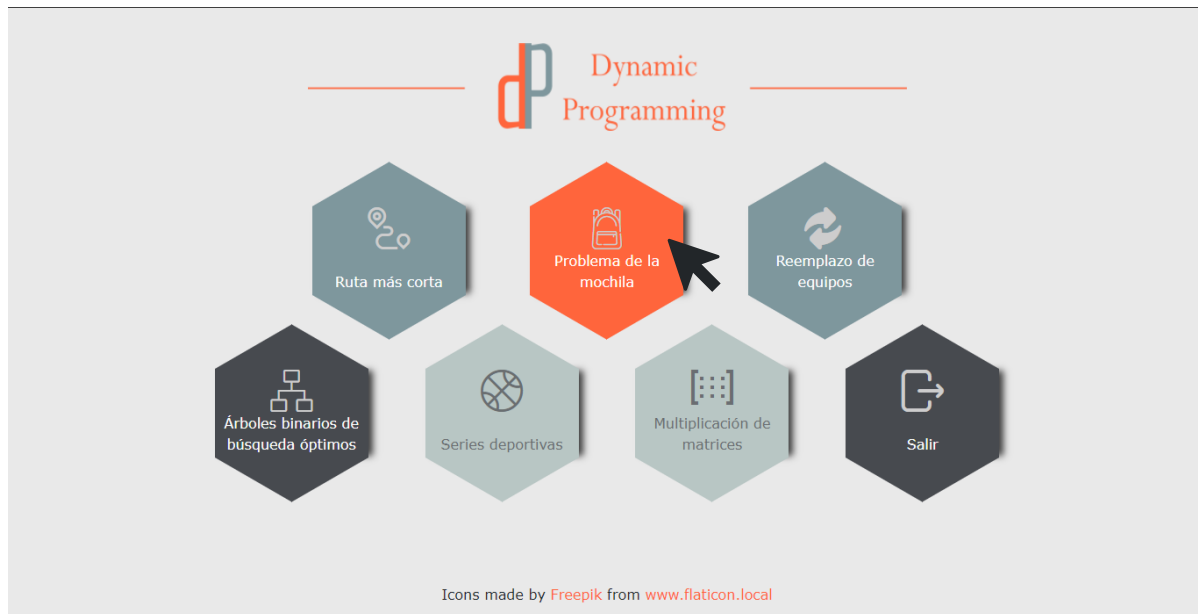 dp
Dynamic
Programming
Ruta más corta
Problema de la
mochila
Reemplazo de
equipos
Árboles binarios de
búsqueda óptimos
Series deportivas
Multiplicación de
matrices
Salir
Icons made by Freepik from www.flaticon.local